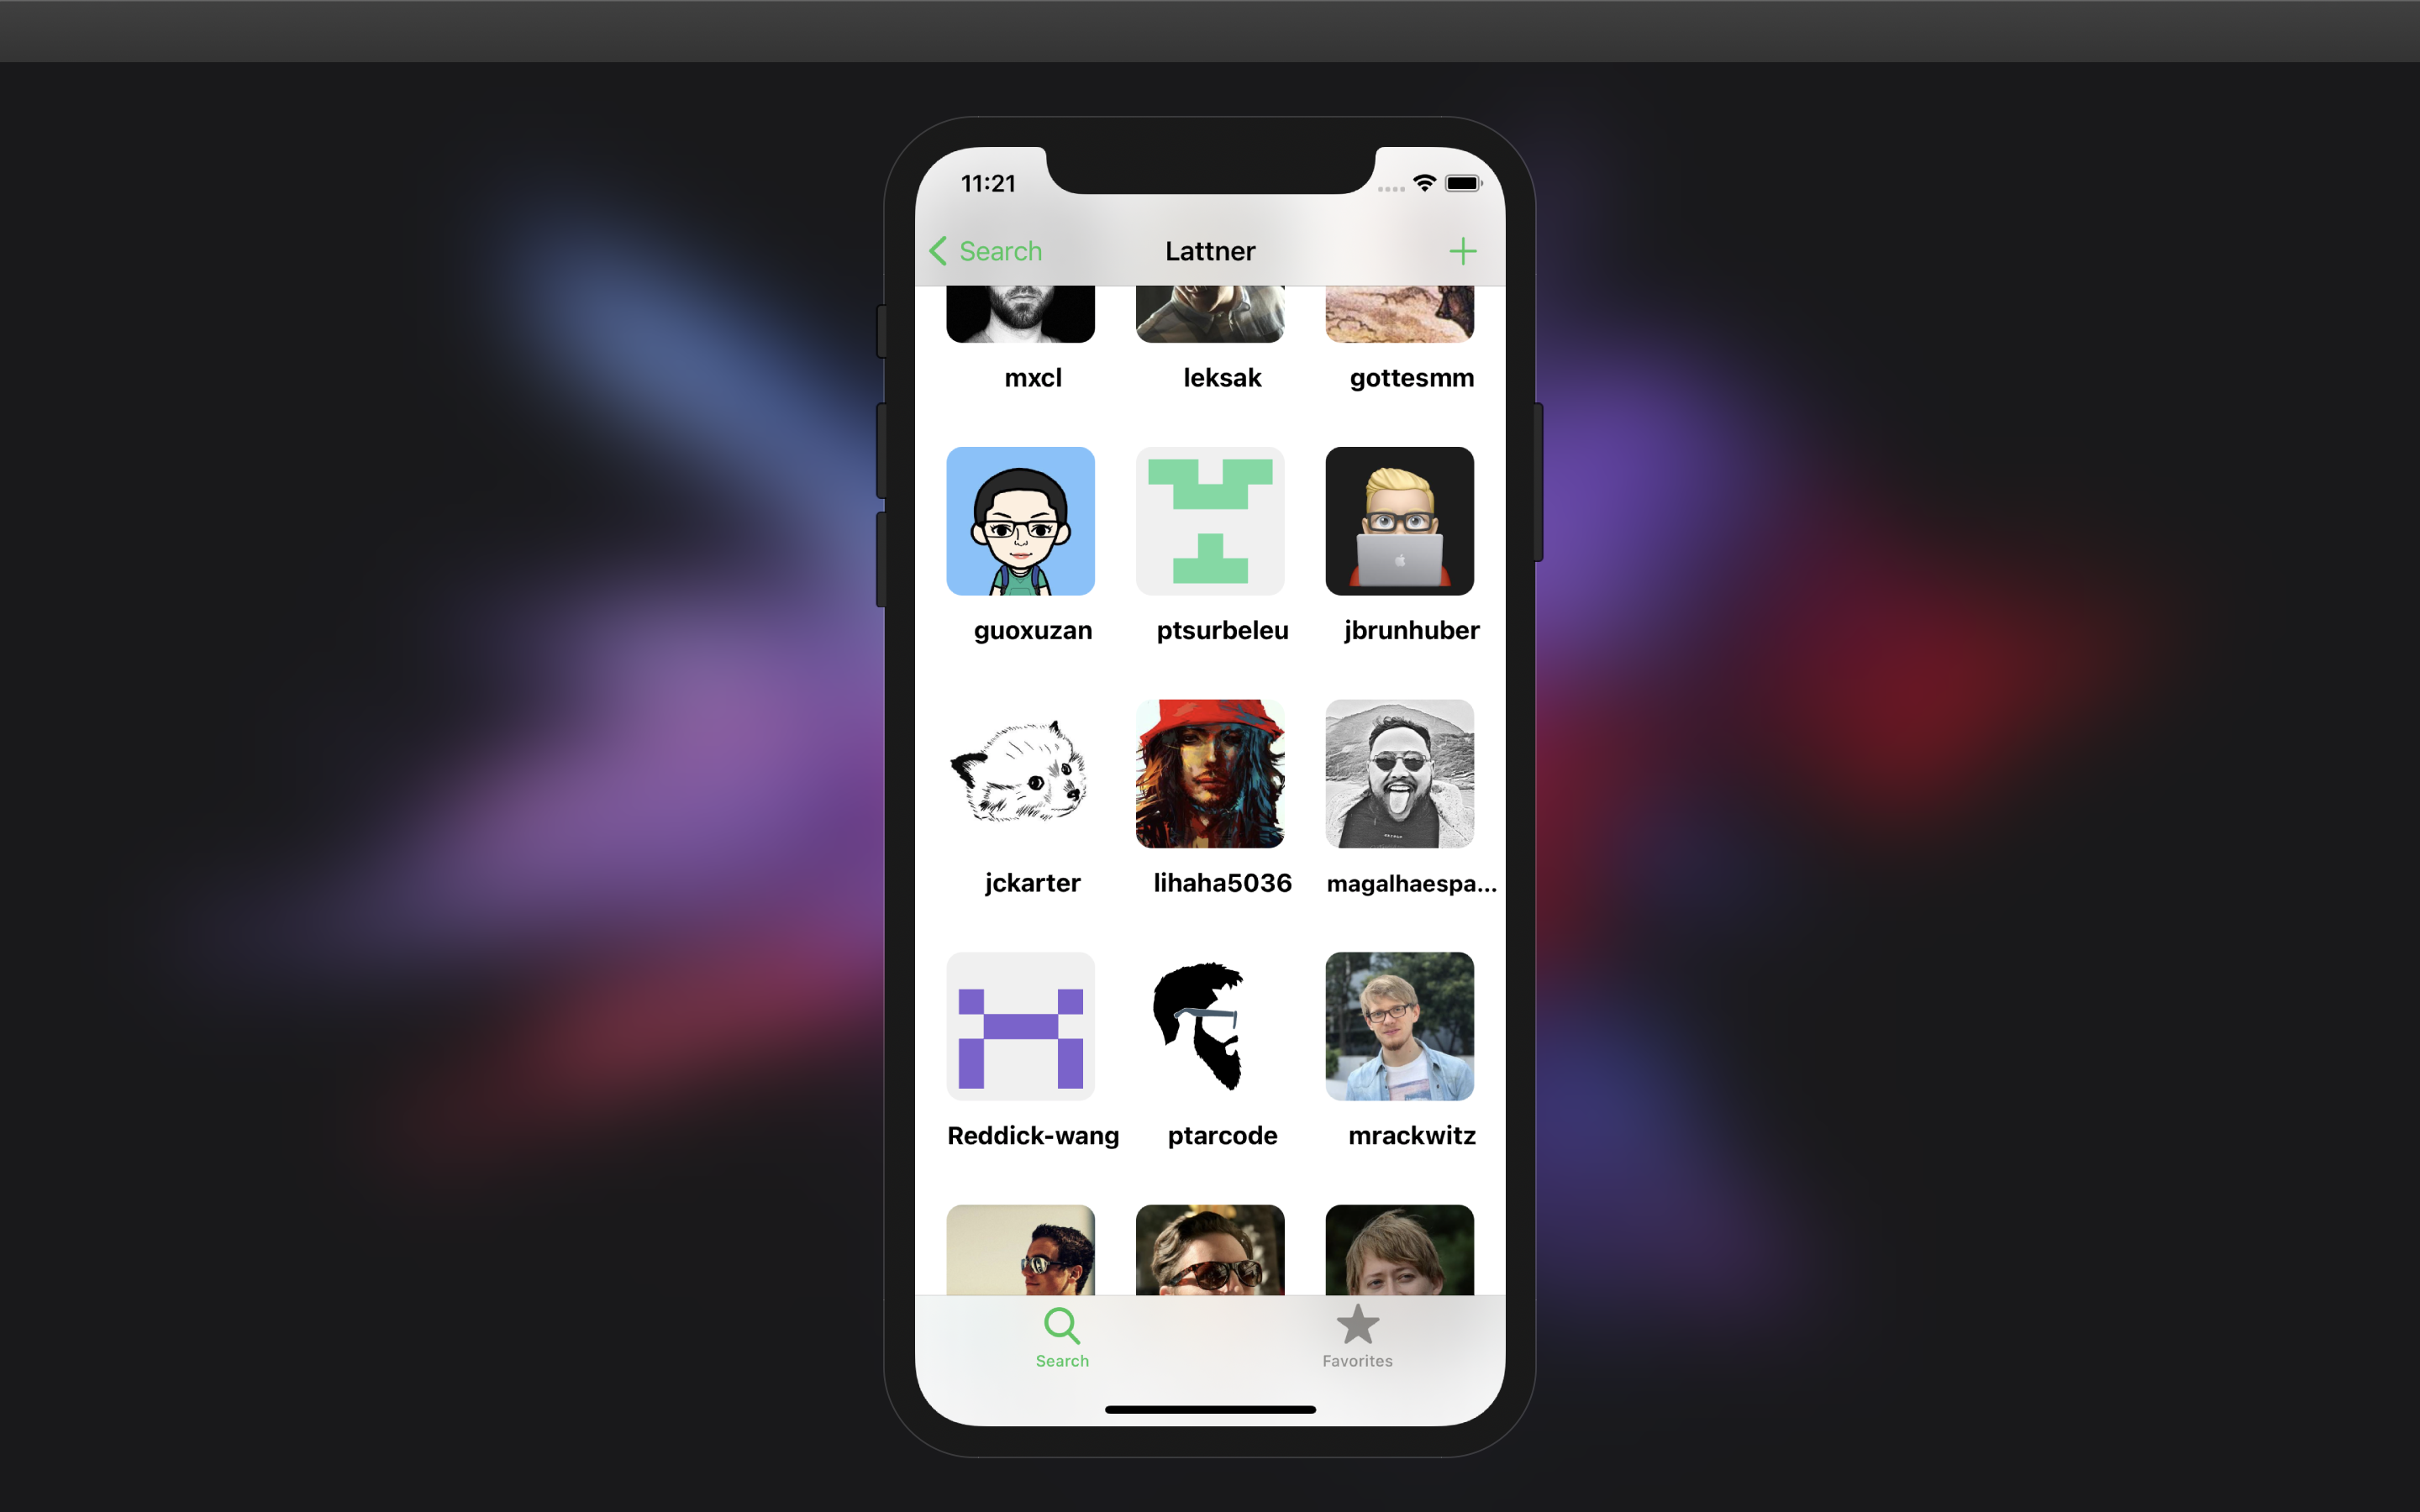 11:21
Search Lattner
mxcl leksak gottesmm
guoxuzan ptsurbeleu jbrunhuber
jckarter lihaha5036 magalhaespa...
Reddick-wang ptarcode mrackwitz
Search Favorites